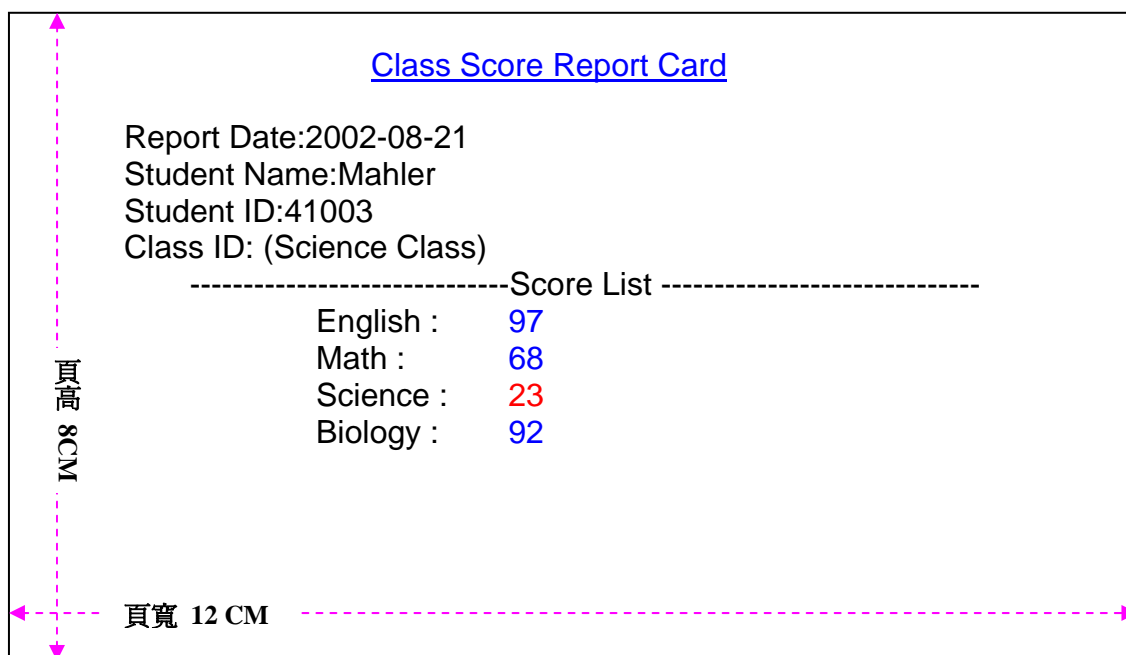 Class Score Report Card
Report Date:2002-08-21
Student Name:Mahler
Student ID:41003
Class ID: (Science Class)
------------------------------Score List ------------------------------
English : 97
Math : 68
Science : 23
Biology : 92
頁高 8CM
頁寬 12 CM